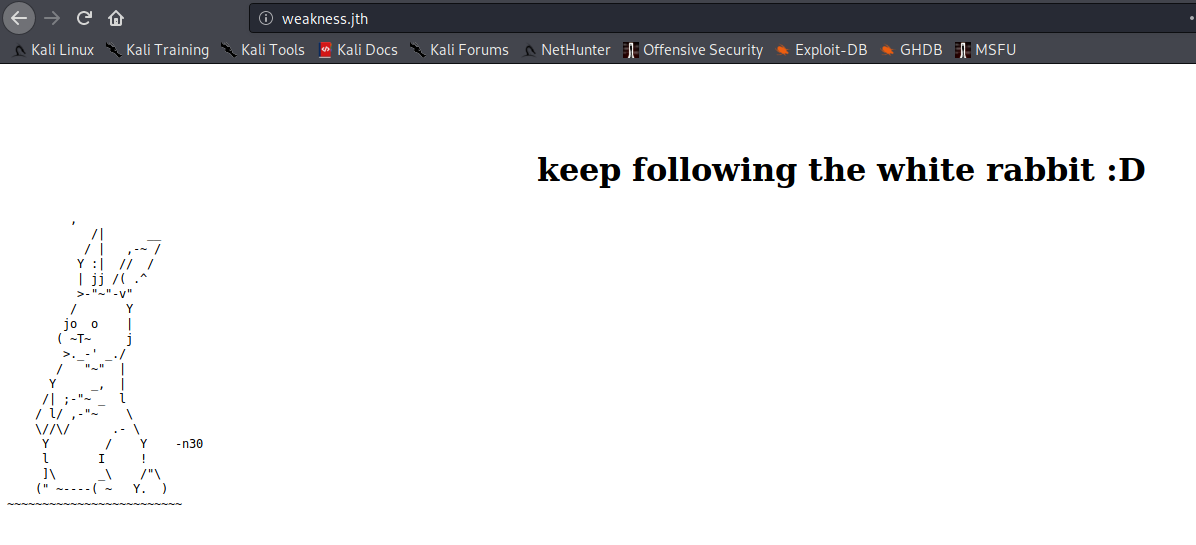 weakness.jth
Kali Linux Kali Training Kali Tools Kali Docs Kali Forums NetHunter Offensive Security Exploit-DB GHDB MSFU
keep following the white rabbit :D
         ,
            /|      __
           / |   ,-~ /
          Y :|  //  /
          | jj /( .^
          >-"~"-v"
         /       Y
        jo  o    |
       ( ~T~     j
        >._-' _./
       /   "~"  |
      Y     _,  |
     /| ;-"~ _  l
    / l/ ,-"~    \
    \//\/      .- \
     Y        /    Y    -n30
     l       I     !
     ]\      _\    /"\
    (" ~----( ~   Y.  )
~~~~~~~~~~~~~~~~~~~~~~~~~